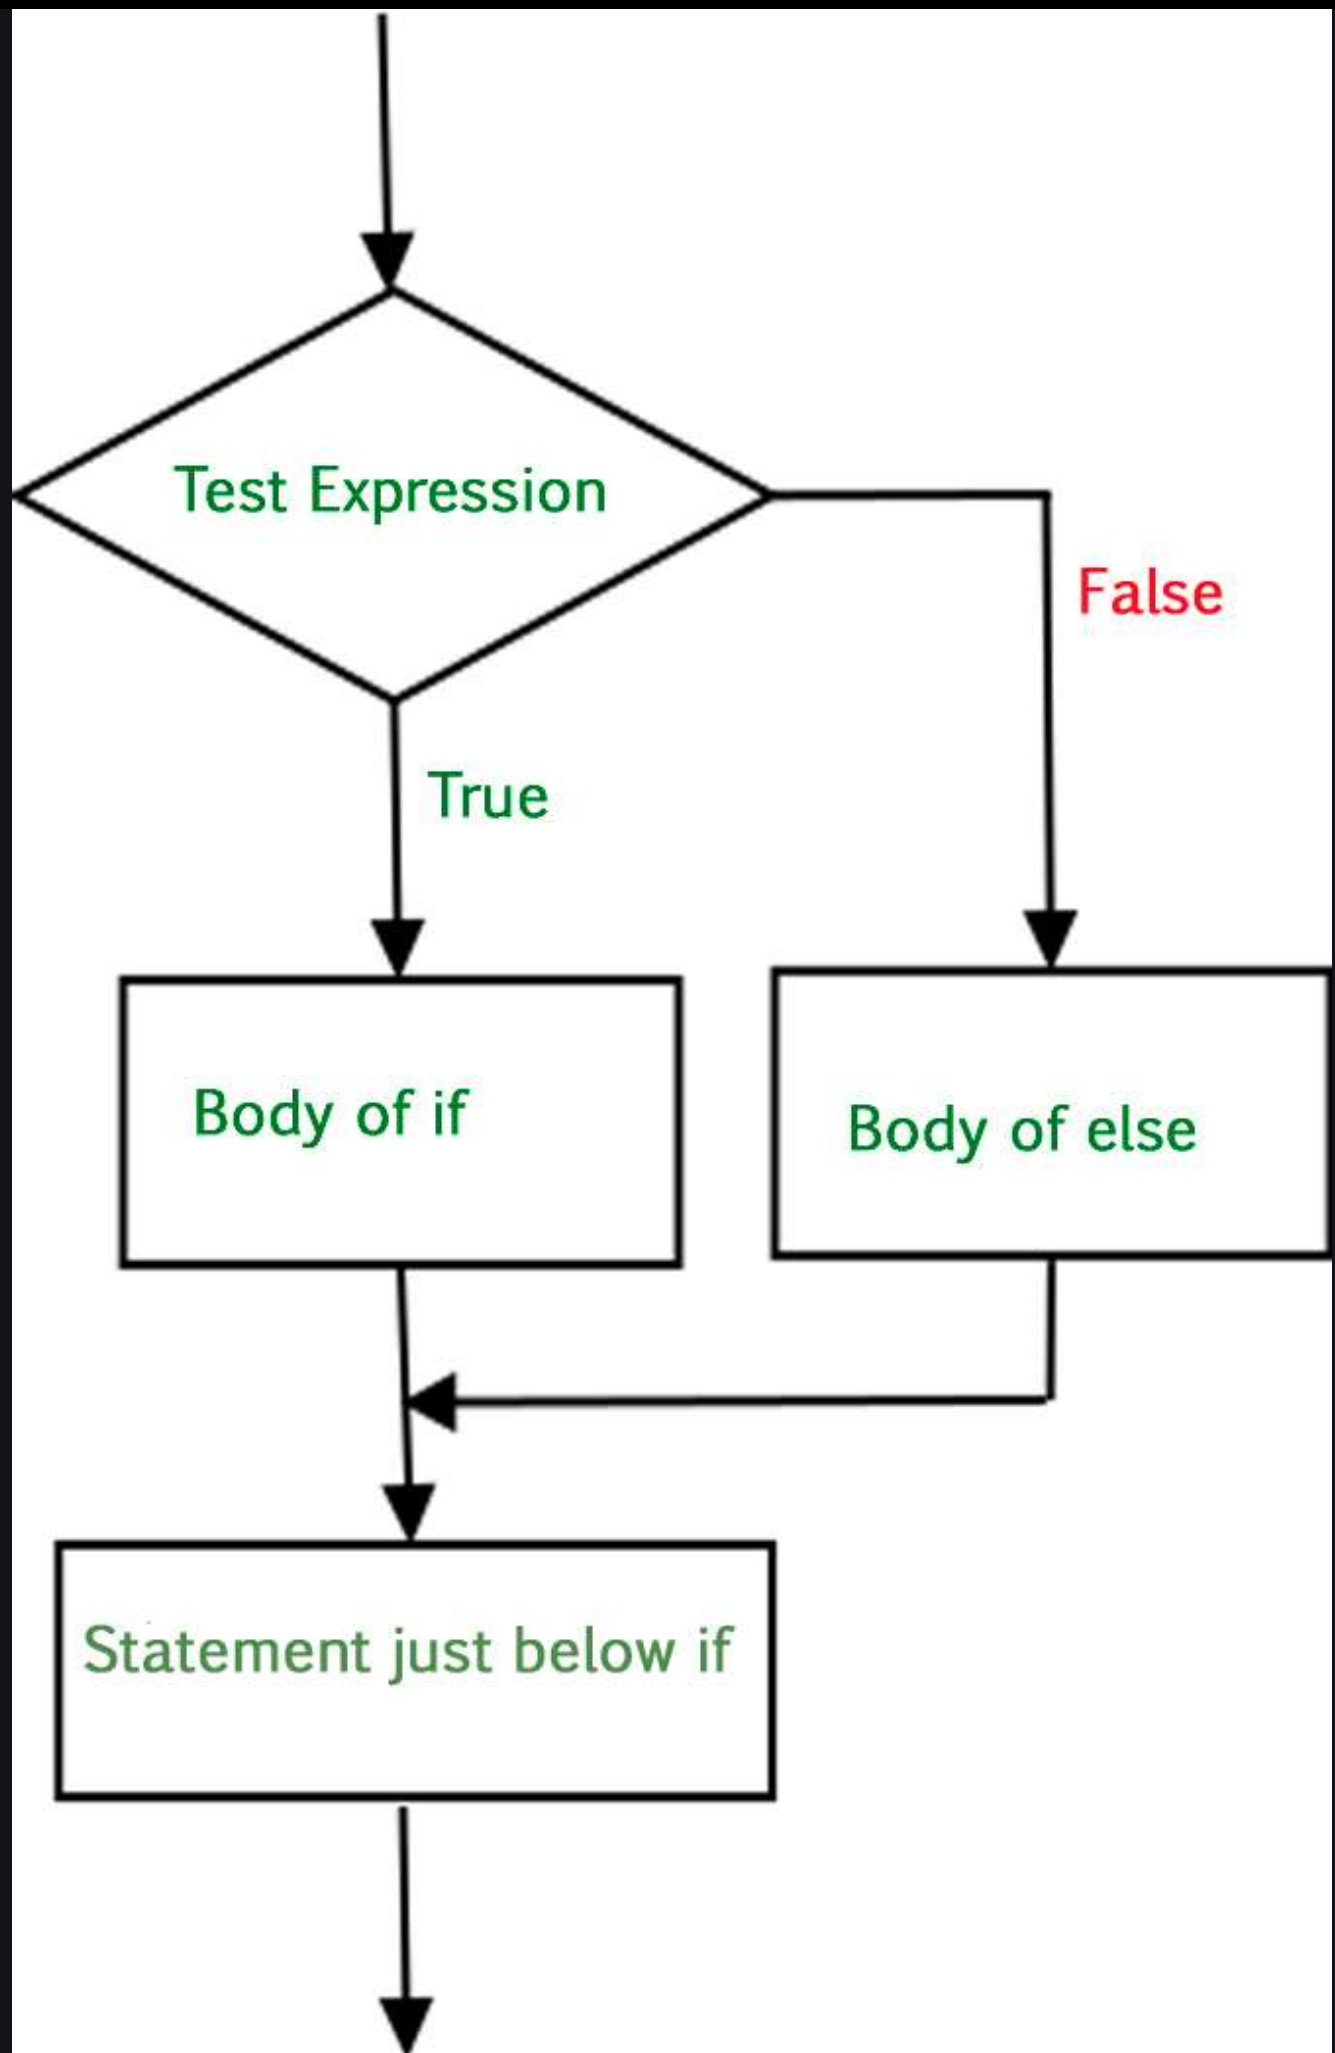 Test Expression
False
True
Body of if
Body of else
Statement just below if